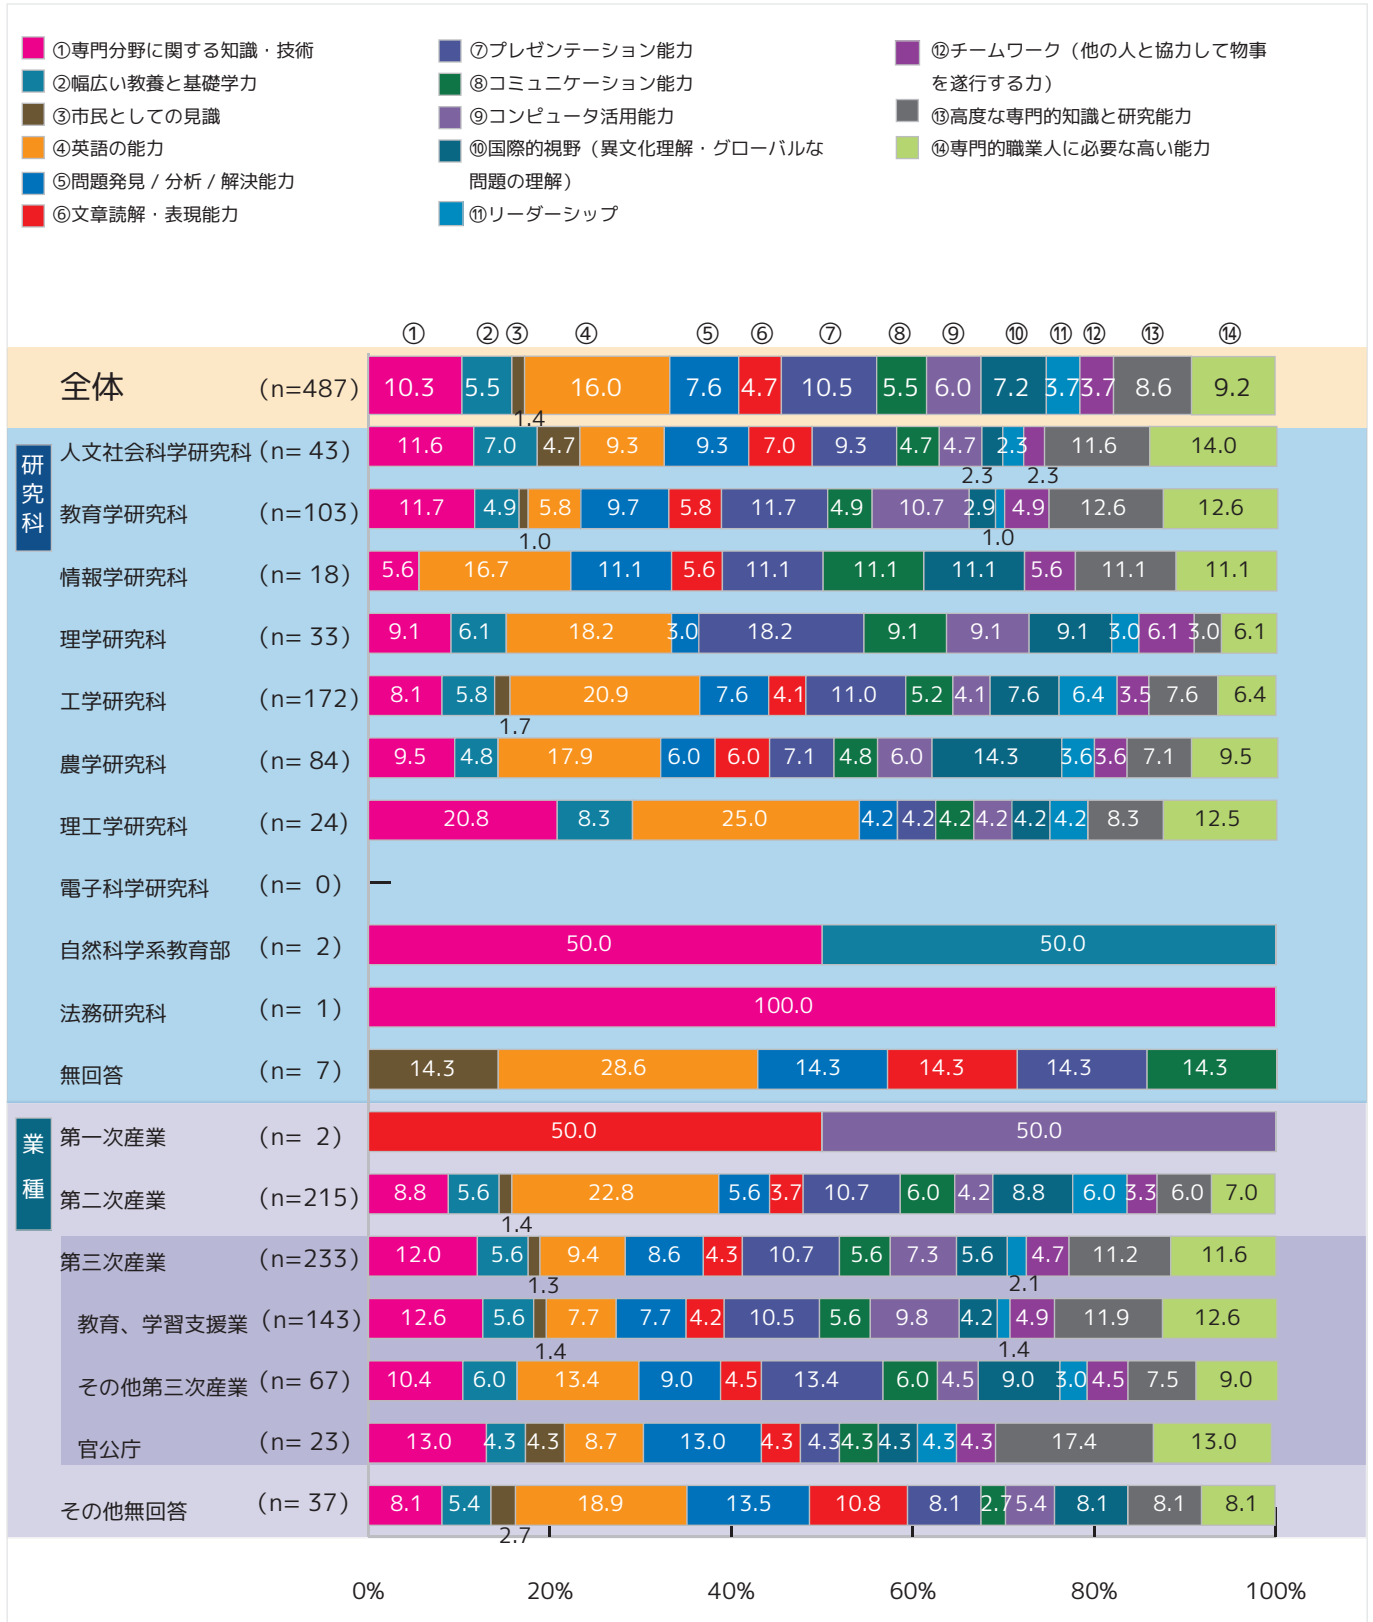 ①専門分野に関する知識・技術
②幅広い教養と基礎学力
③市民としての見識
④英語の能力
⑤問題発見 / 分析 / 解決能力
⑥文章読解・表現能力
⑦プレゼンテーション能力
⑧コミュニケーション能力
⑨コンピュータ活用能力
⑩国際的視野（異文化理解・グローバルな
問題の理解）
⑪リーダーシップ
⑫チームワーク（他の人と協力して物事
を遂行する力）
⑬高度な専門的知識と研究能力
⑭専門的職業人に必要な高い能力
① ② ③ ④ ⑤ ⑥ ⑦ ⑧ ⑨ ⑩ ⑪ ⑫ ⑬ ⑭
全体 (n=487) 10.3 5.5 1.4 16.0 7.6 4.7 10.5 5.5 6.0 7.2 3.7 3.7 8.6 9.2
研究科
人文社会科学研究科 (n= 43) 11.6 7.0 4.7 9.3 9.3 7.0 9.3 4.7 4.7 2.3 2.3 2.3 11.6 14.0
教育学研究科 (n=103) 11.7 4.9 1.0 5.8 9.7 5.8 11.7 4.9 10.7 2.9 1.0 4.9 12.6 12.6
情報学研究科 (n= 18) 5.6 16.7 11.1 5.6 11.1 11.1 11.1 5.6 11.1 11.1
理学研究科 (n= 33) 9.1 6.1 18.2 3.0 18.2 9.1 9.1 9.1 3.0 6.1 3.0 6.1
工学研究科 (n=172) 8.1 5.8 1.7 20.9 7.6 4.1 11.0 5.2 4.1 7.6 6.4 3.5 7.6 6.4
農学研究科 (n= 84) 9.5 4.8 17.9 6.0 6.0 7.1 4.8 6.0 14.3 3.6 3.6 7.1 9.5
理工学研究科 (n= 24) 20.8 8.3 25.0 4.2 4.2 4.2 4.2 4.2 4.2 8.3 12.5
電子科学研究科 (n= 0)
自然科学系教育部 (n= 2) 50.0 50.0
法務研究科 (n= 1) 100.0
無回答 (n= 7) 14.3 28.6 14.3 14.3 14.3 14.3
業種
第一次産業 (n= 2) 50.0 50.0
第二次産業 (n=215) 8.8 5.6 1.4 22.8 5.6 3.7 10.7 6.0 4.2 8.8 6.0 3.3 6.0 7.0
第三次産業 (n=233) 12.0 5.6 1.3 9.4 8.6 4.3 10.7 5.6 7.3 5.6 2.1 4.7 11.2 11.6
教育、学習支援業 (n=143) 12.6 5.6 1.4 7.7 7.7 4.2 10.5 5.6 9.8 4.2 1.4 4.9 11.9 12.6
その他第三次産業 (n= 67) 10.4 6.0 13.4 9.0 4.5 13.4 6.0 4.5 9.0 3.0 4.5 7.5 9.0
官公庁 (n= 23) 13.0 4.3 4.3 8.7 13.0 4.3 4.3 4.3 4.3 4.3 4.3 17.4 13.0
その他無回答 (n= 37) 8.1 5.4 2.7 18.9 13.5 10.8 8.1 2.7 5.4 8.1 8.1 8.1
0% 20% 40% 60% 80% 100%